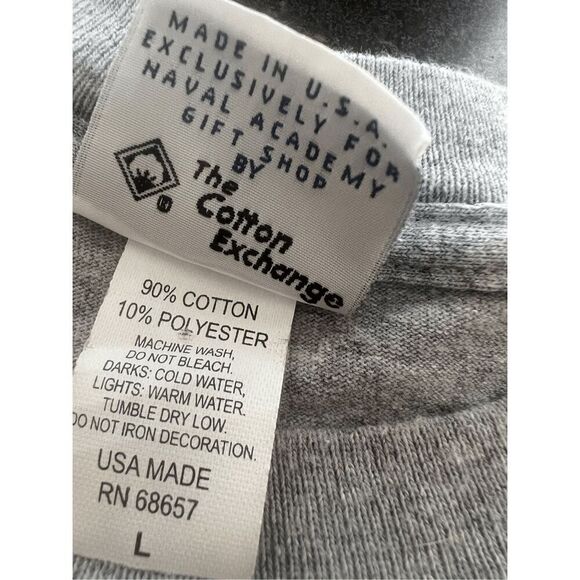 MADE IN U.S.A.
EXCLUSIVELY FOR
NAVAL ACADEMY
GIFT SHOP
BY
The
Cotton
Exchange
®
90% COTTON
10% POLYESTER
MACHINE WASH,
DO NOT BLEACH.
DARKS: COLD WATER,
LIGHTS: WARM WATER.
TUMBLE DRY LOW.
DO NOT IRON DECORATION.
USA MADE
RN 68657
L